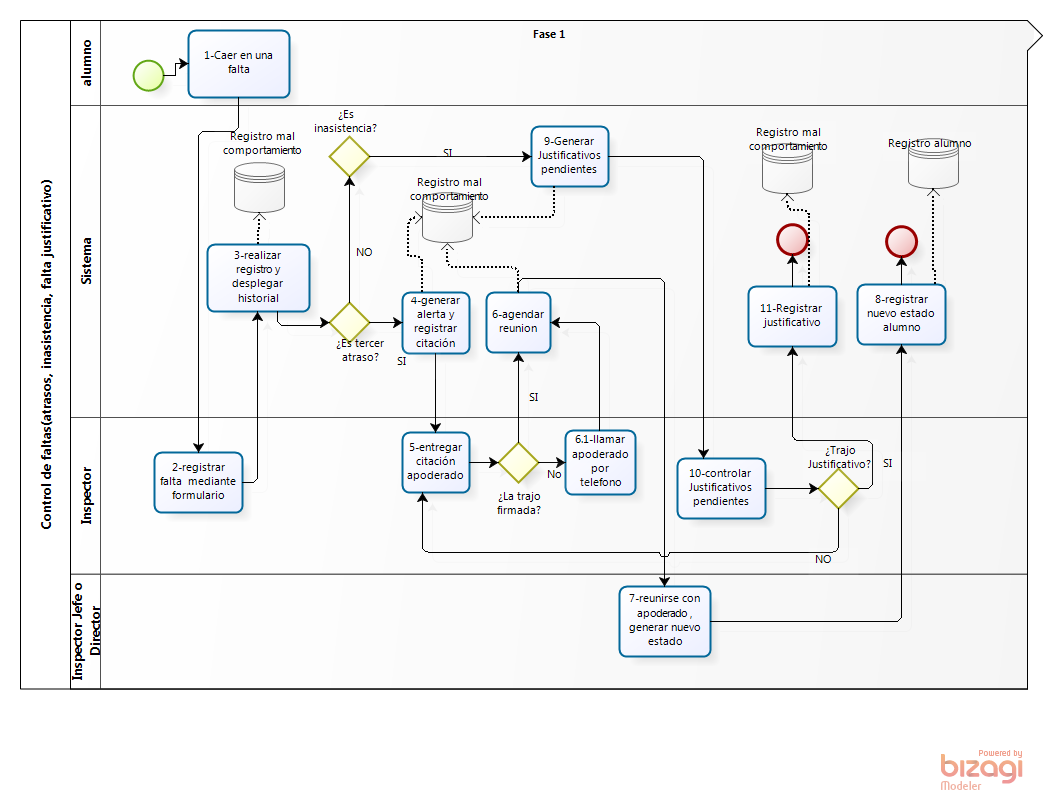 Fase 1
Control de faltas(atrasos, inasistencia, falta justificativo)
alumno
1-Caer en una
falta
Sistema
Registro mal
comportamiento
¿Es
inasistencia?
SI
9-Generar
Justificativos
pendientes
Registro mal
comportamiento
Registro mal
comportamiento
Registro alumno
3-realizar
registro y
desplegar
historial
NO
¿Es tercer
atraso?
SI
4-generar
alerta y
registrar
citación
6-agendar
reunion
11-Registrar
justificativo
8-registrar
nuevo estado
alumno
SI
Inspector
2-registrar
falta mediante
formulario
5-entregar
citación
apoderado
¿La trajo
firmada?
No
6.1-llamar
apoderado
por
telefono
10-controlar
Justificativos
pendientes
¿Trajo
Justificativo?
SI
NO
Inspector Jefe o
Director
7-reunirse con
apoderado ,
generar nuevo
estado
Powered by
bizagi
Modeler